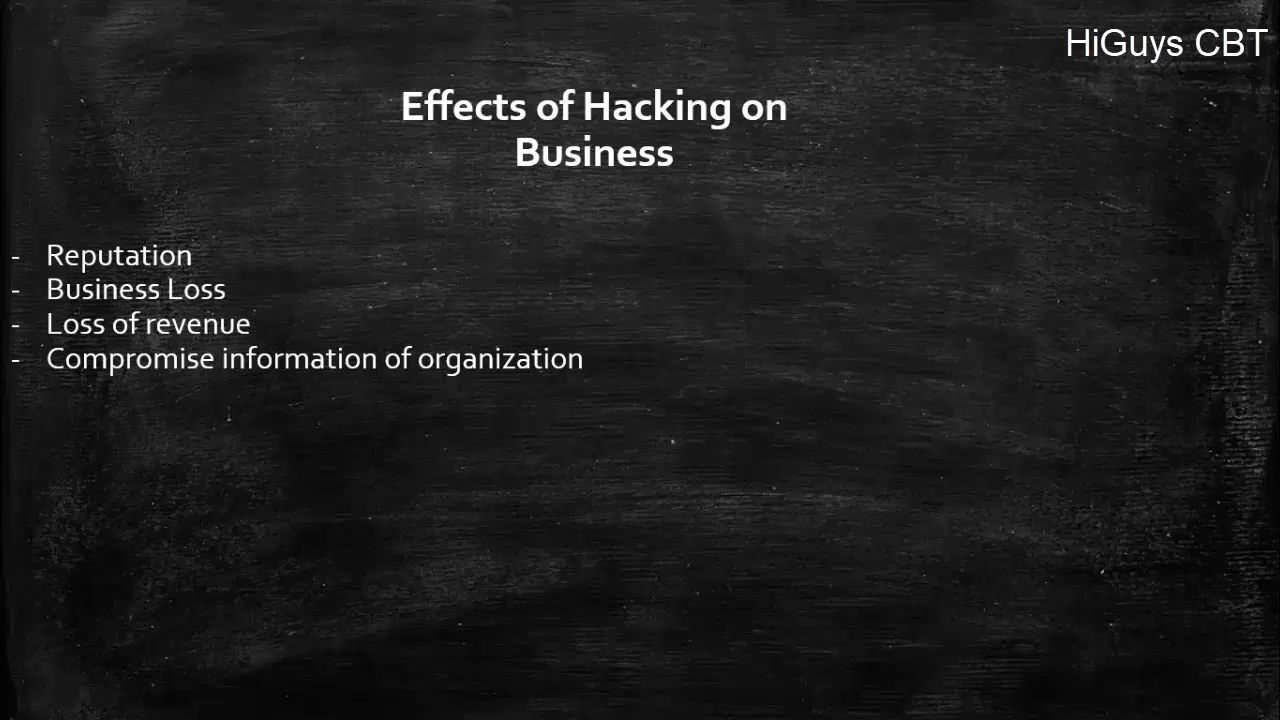 HiGuys CBT
Effects of Hacking on
Business
- Reputation
- Business Loss
- Loss of revenue
- Compromise information of organization